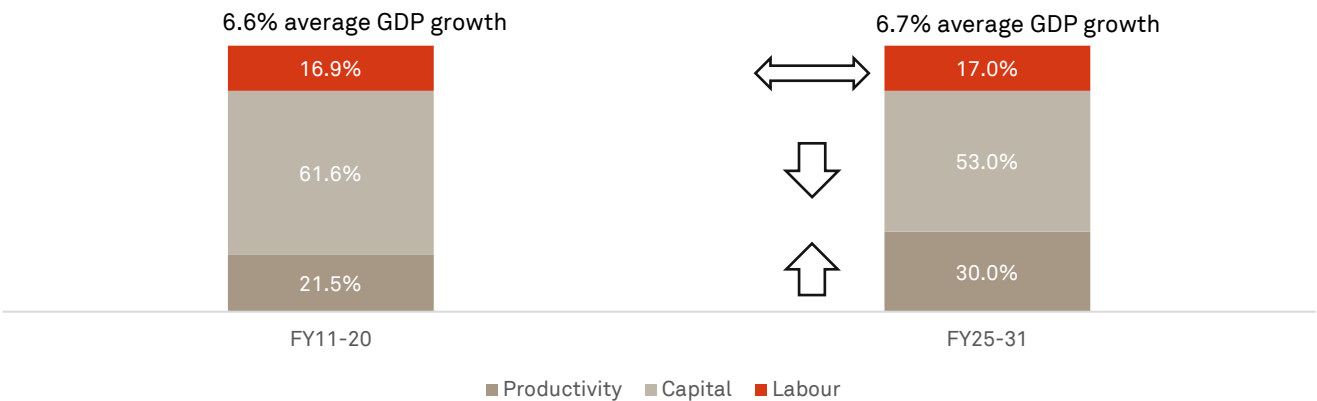 6.6% average GDP growth
6.7% average GDP growth
16.9%
17.0%
61.6%
53.0%
21.5%
30.0%
FY11-20
FY25-31
Productivity Capital Labour